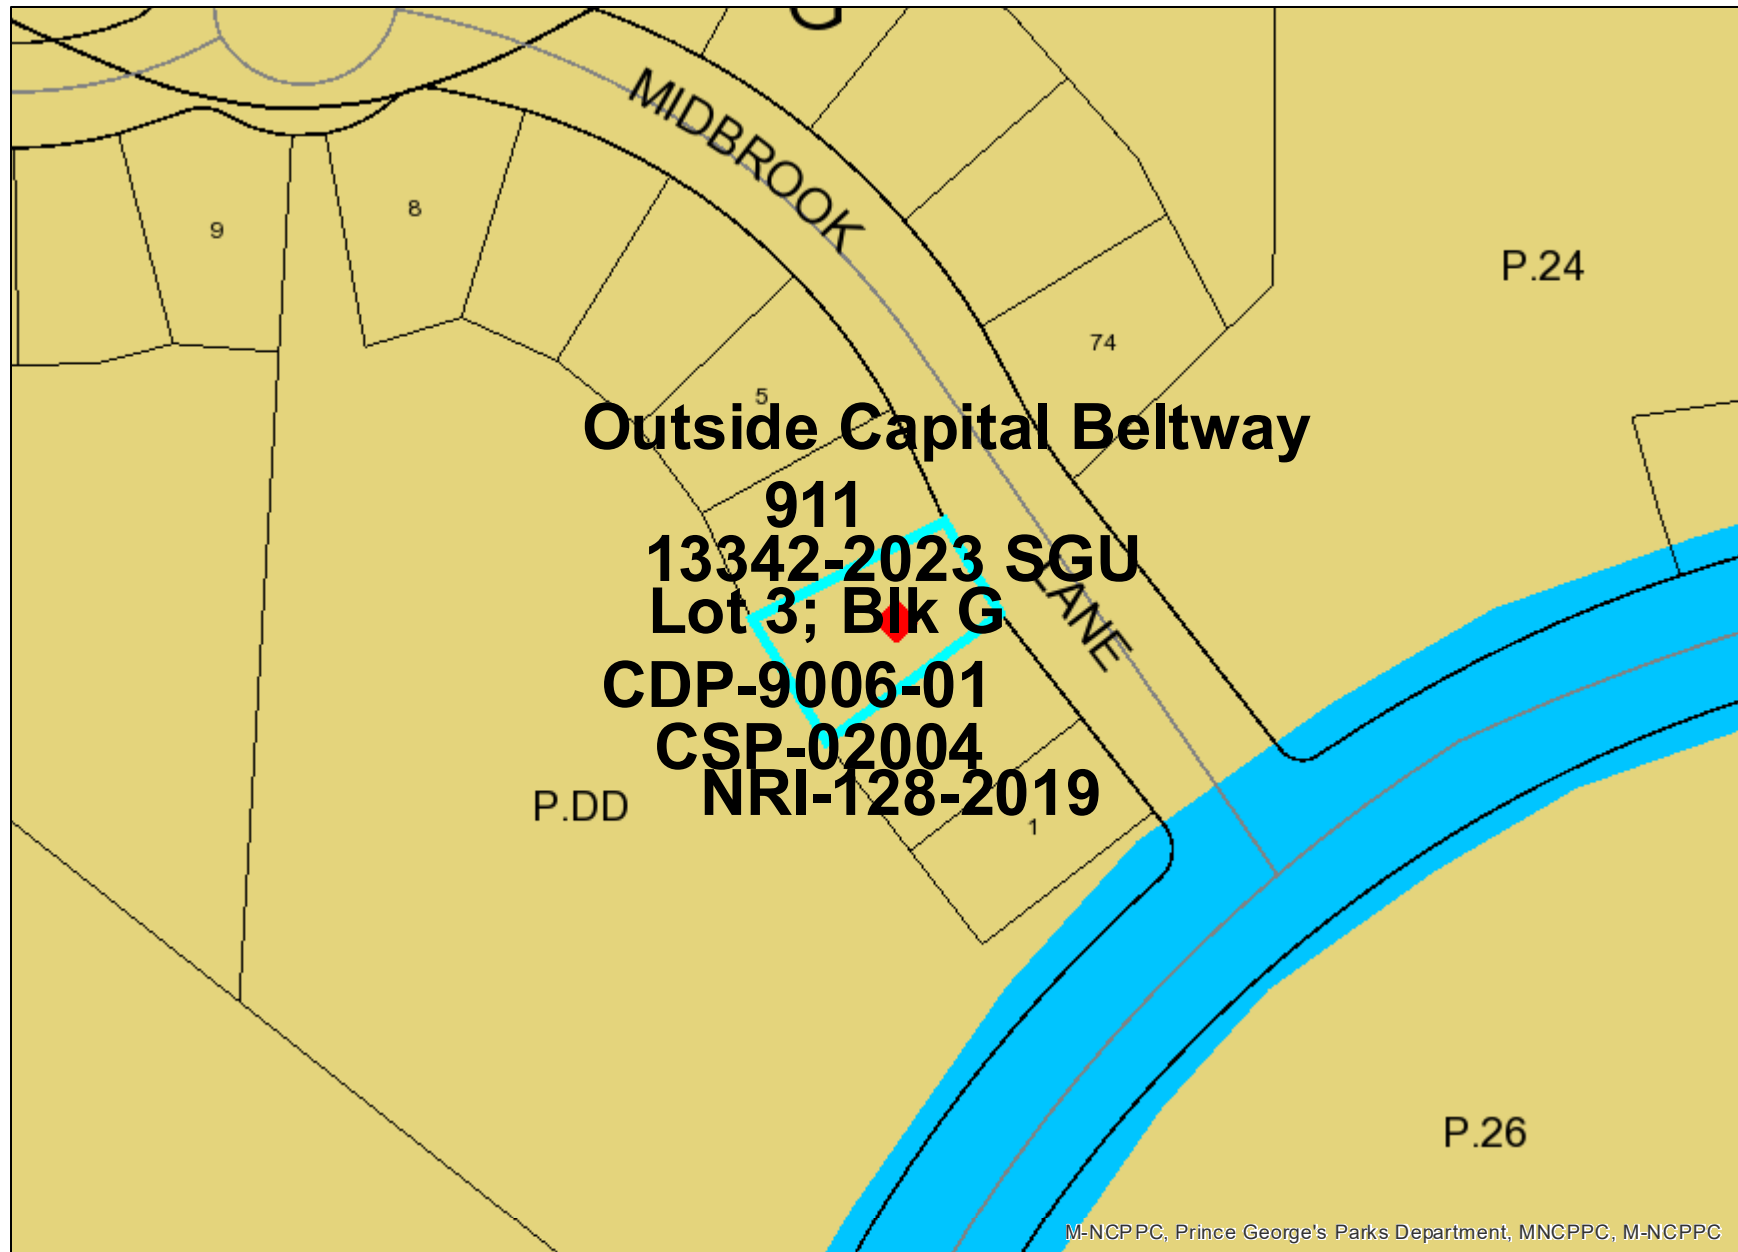 G
MIDBROOK
9
8
P.24
74
5
Outside Capital Beltway
911
13342-2023 SGU
LANE
Lot 3; Blk G
CDP-9006-01
CSP-02004
NRI-128-2019
P.DD
1
P.26
M-NCPPC, Prince George's Parks Department, MNCPPC, M-NCPPC